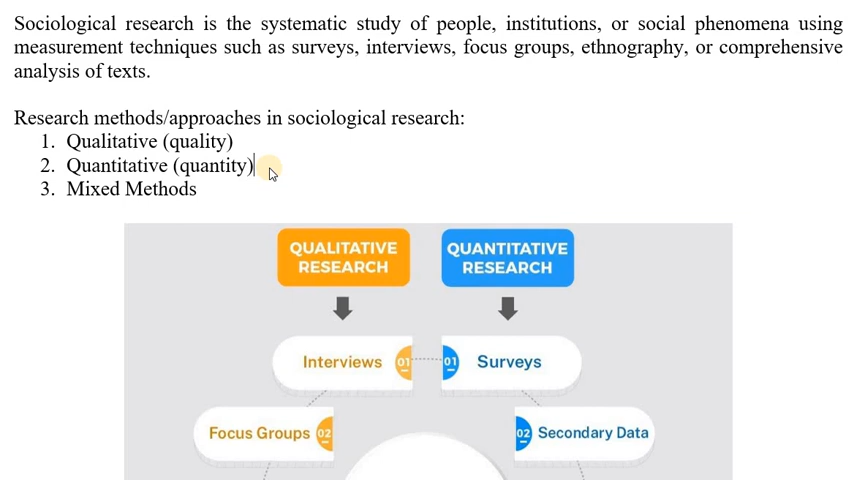 Sociological research is the systematic study of people, institutions, or social phenomena using
measurement techniques such as surveys, interviews, focus groups, ethnography, or comprehensive
analysis of texts.
Research methods/approaches in sociological research:
1. Qualitative (quality)
2. Quantitative (quantity)
3. Mixed Methods
QUALITATIVE
RESEARCH
QUANTITATIVE
RESEARCH
Interviews 01
01 Surveys
Focus Groups 02
02 Secondary Data